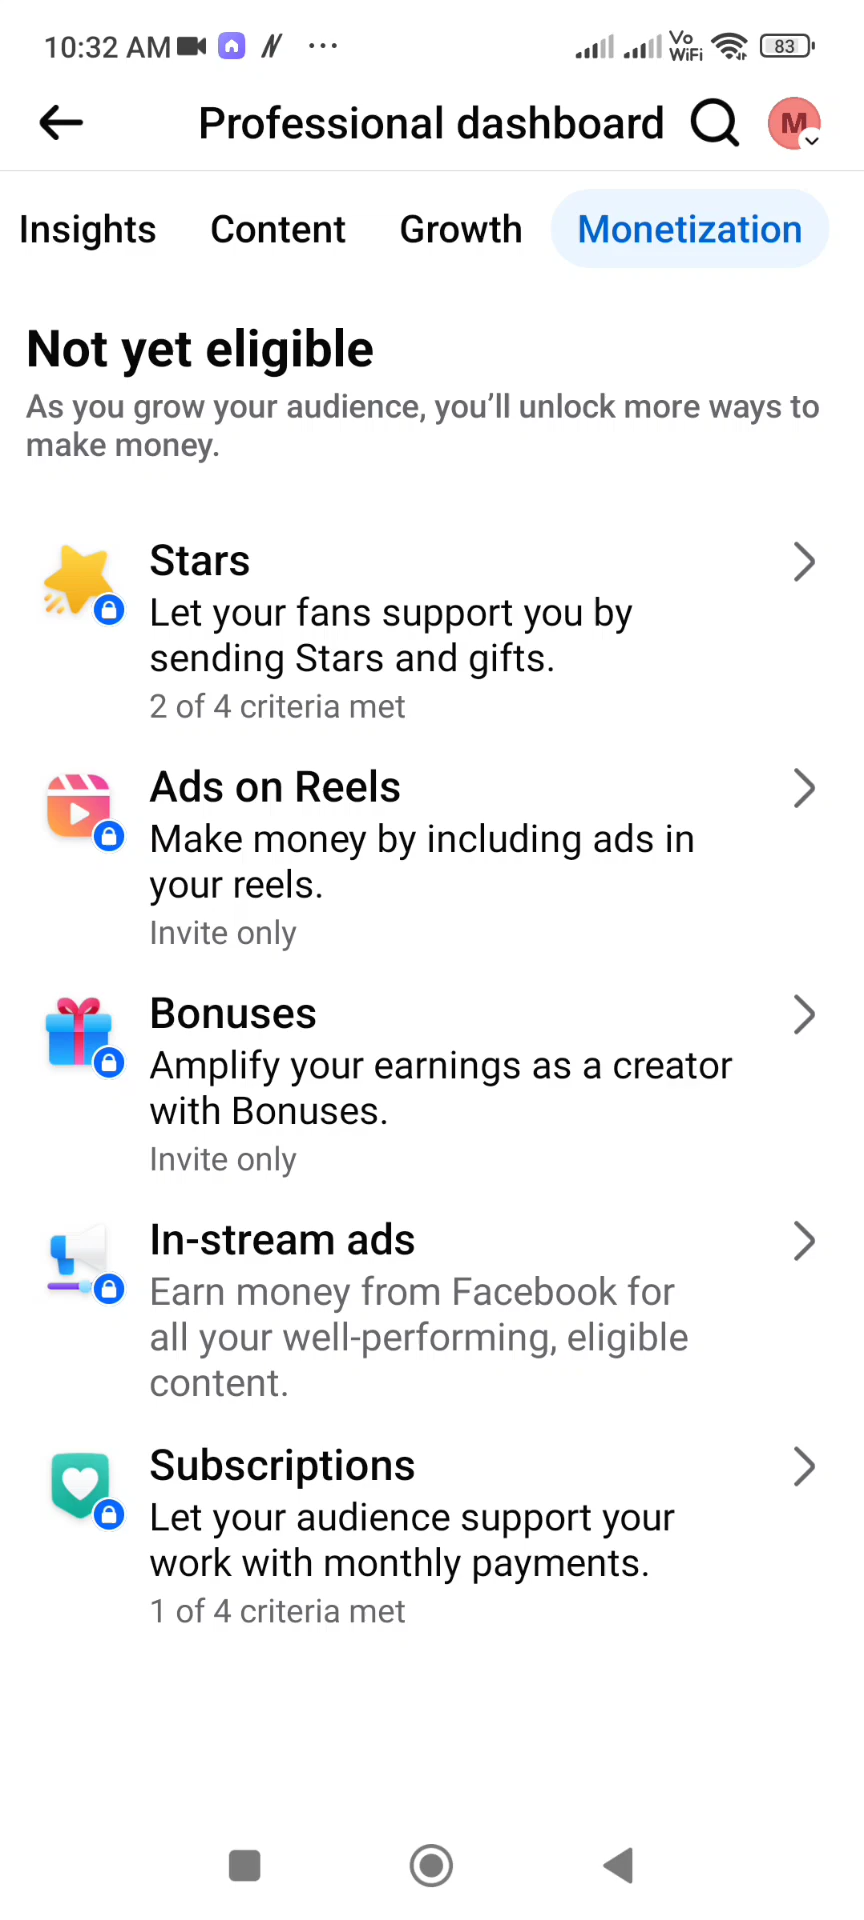 10:32 AM
Vo
WiFi
83
Professional dashboard
M
Insights Content Growth Monetization
Not yet eligible
As you grow your audience, you’ll unlock more ways to
make money.
Stars
Let your fans support you by
sending Stars and gifts.
2 of 4 criteria met
Ads on Reels
Make money by including ads in
your reels.
Invite only
Bonuses
Amplify your earnings as a creator
with Bonuses.
Invite only
In-stream ads
Earn money from Facebook for
all your well-performing, eligible
content.
Subscriptions
Let your audience support your
work with monthly payments.
1 of 4 criteria met